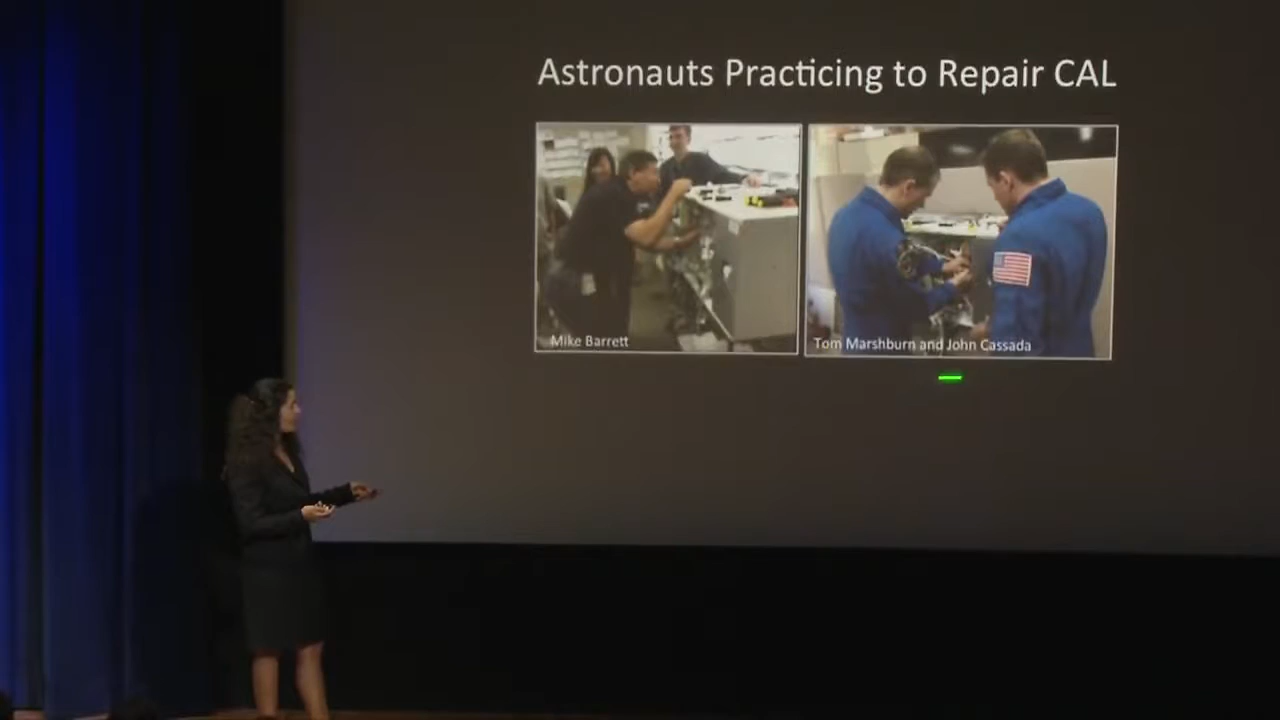 Astronauts Practicing to Repair CAL
Mike Barrett
Tom Marshburn and John Cassada